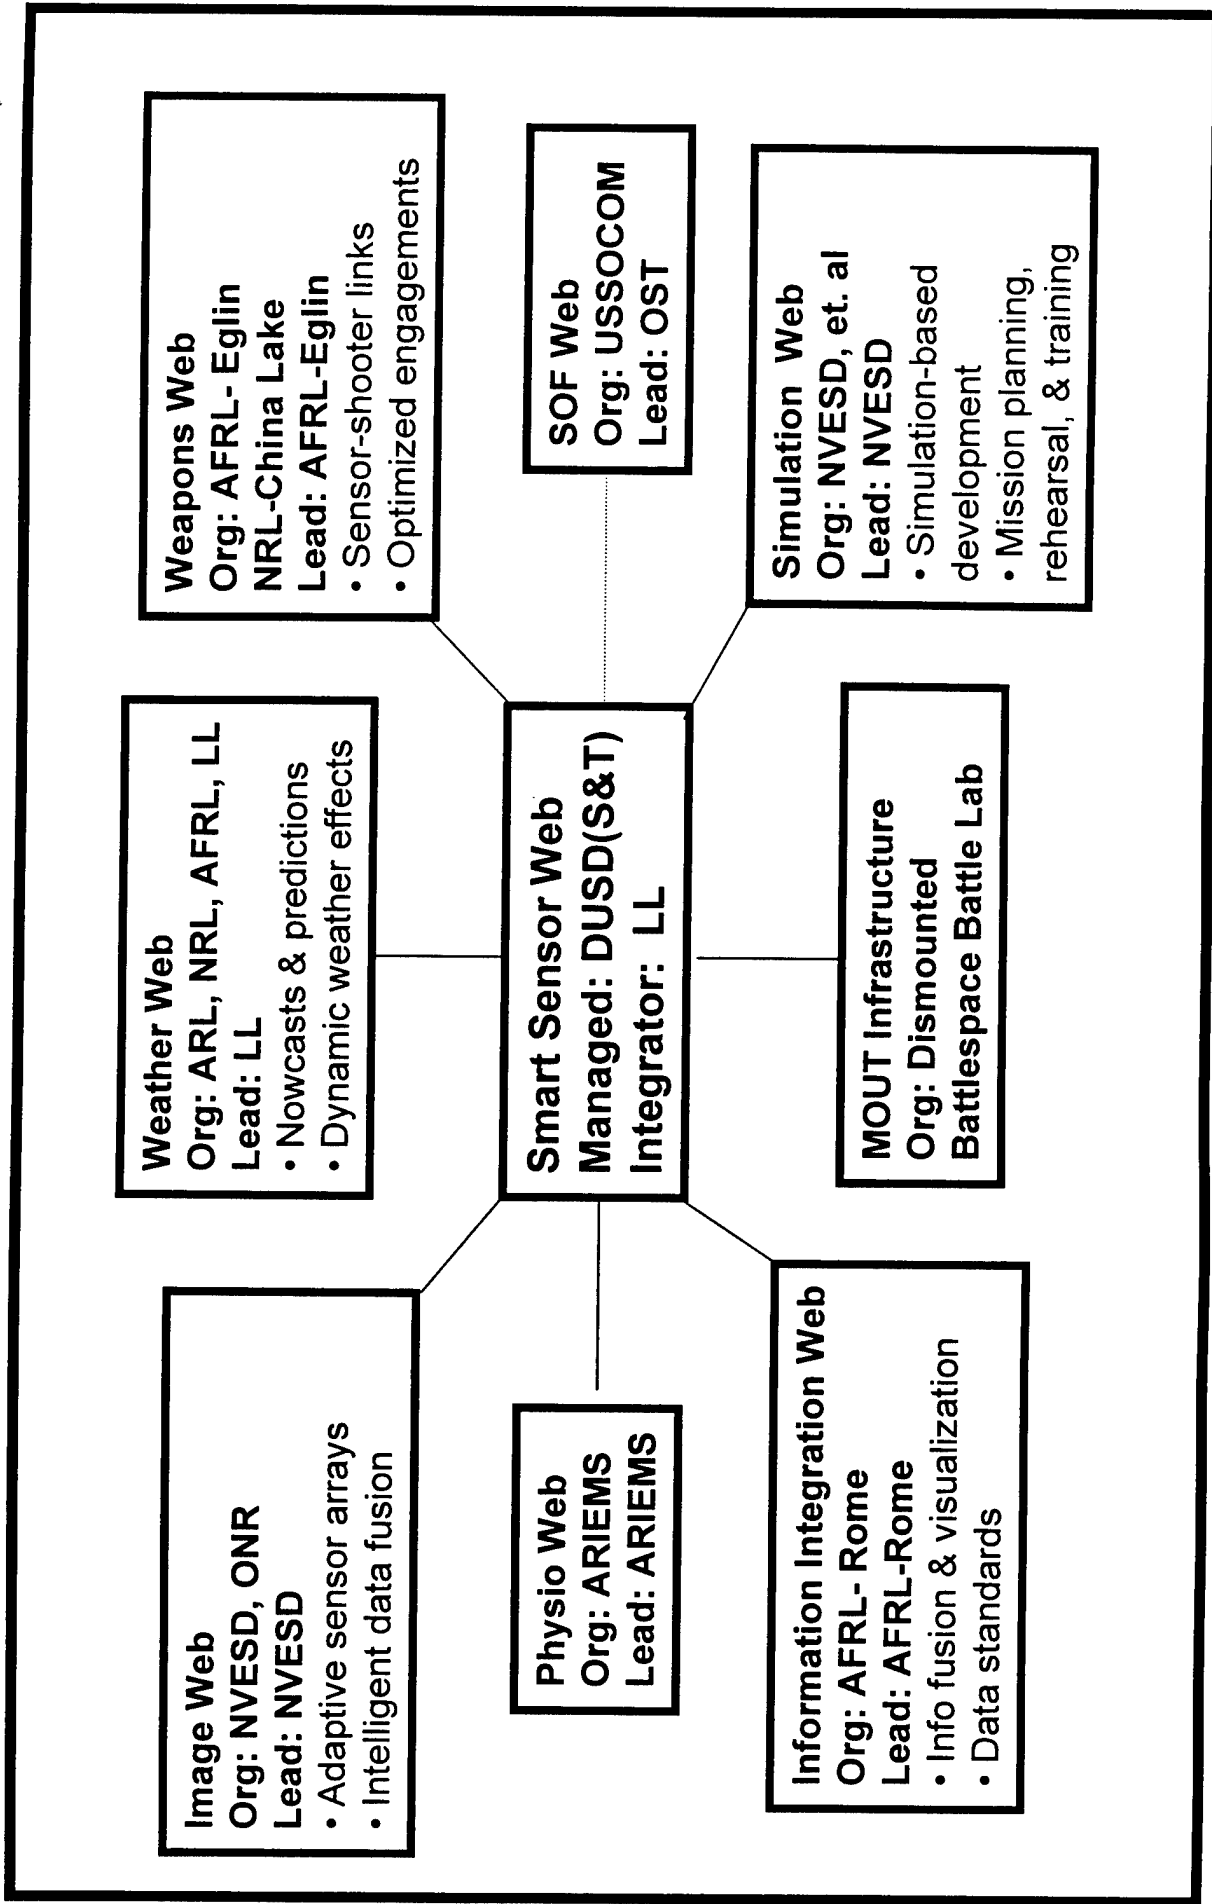 Image Web
Org: NVESD, ONR
Lead: NVESD
• Adaptive sensor arrays
• Intelligent data fusion
Weather Web
Org: ARL, NRL, AFRL, LL
Lead: LL
• Nowcasts & predictions
• Dynamic weather effects
Weapons Web
Org: AFRL- Eglin
NRL-China Lake
Lead: AFRL-Eglin
• Sensor-shooter links
• Optimized engagements
Physio Web
Org: ARIEMS
Lead: ARIEMS
Smart Sensor Web
Managed: DUSD(S&T)
Integrator: LL
SOF Web
Org: USSOCOM
Lead: OST
Information Integration Web
Org: AFRL- Rome
Lead: AFRL-Rome
• Info fusion & visualization
• Data standards
MOUT Infrastructure
Org: Dismounted
Battlespace Battle Lab
Simulation Web
Org: NVESD, et. al
Lead: NVESD
• Simulation-based
development
• Mission planning,
rehearsal, & training